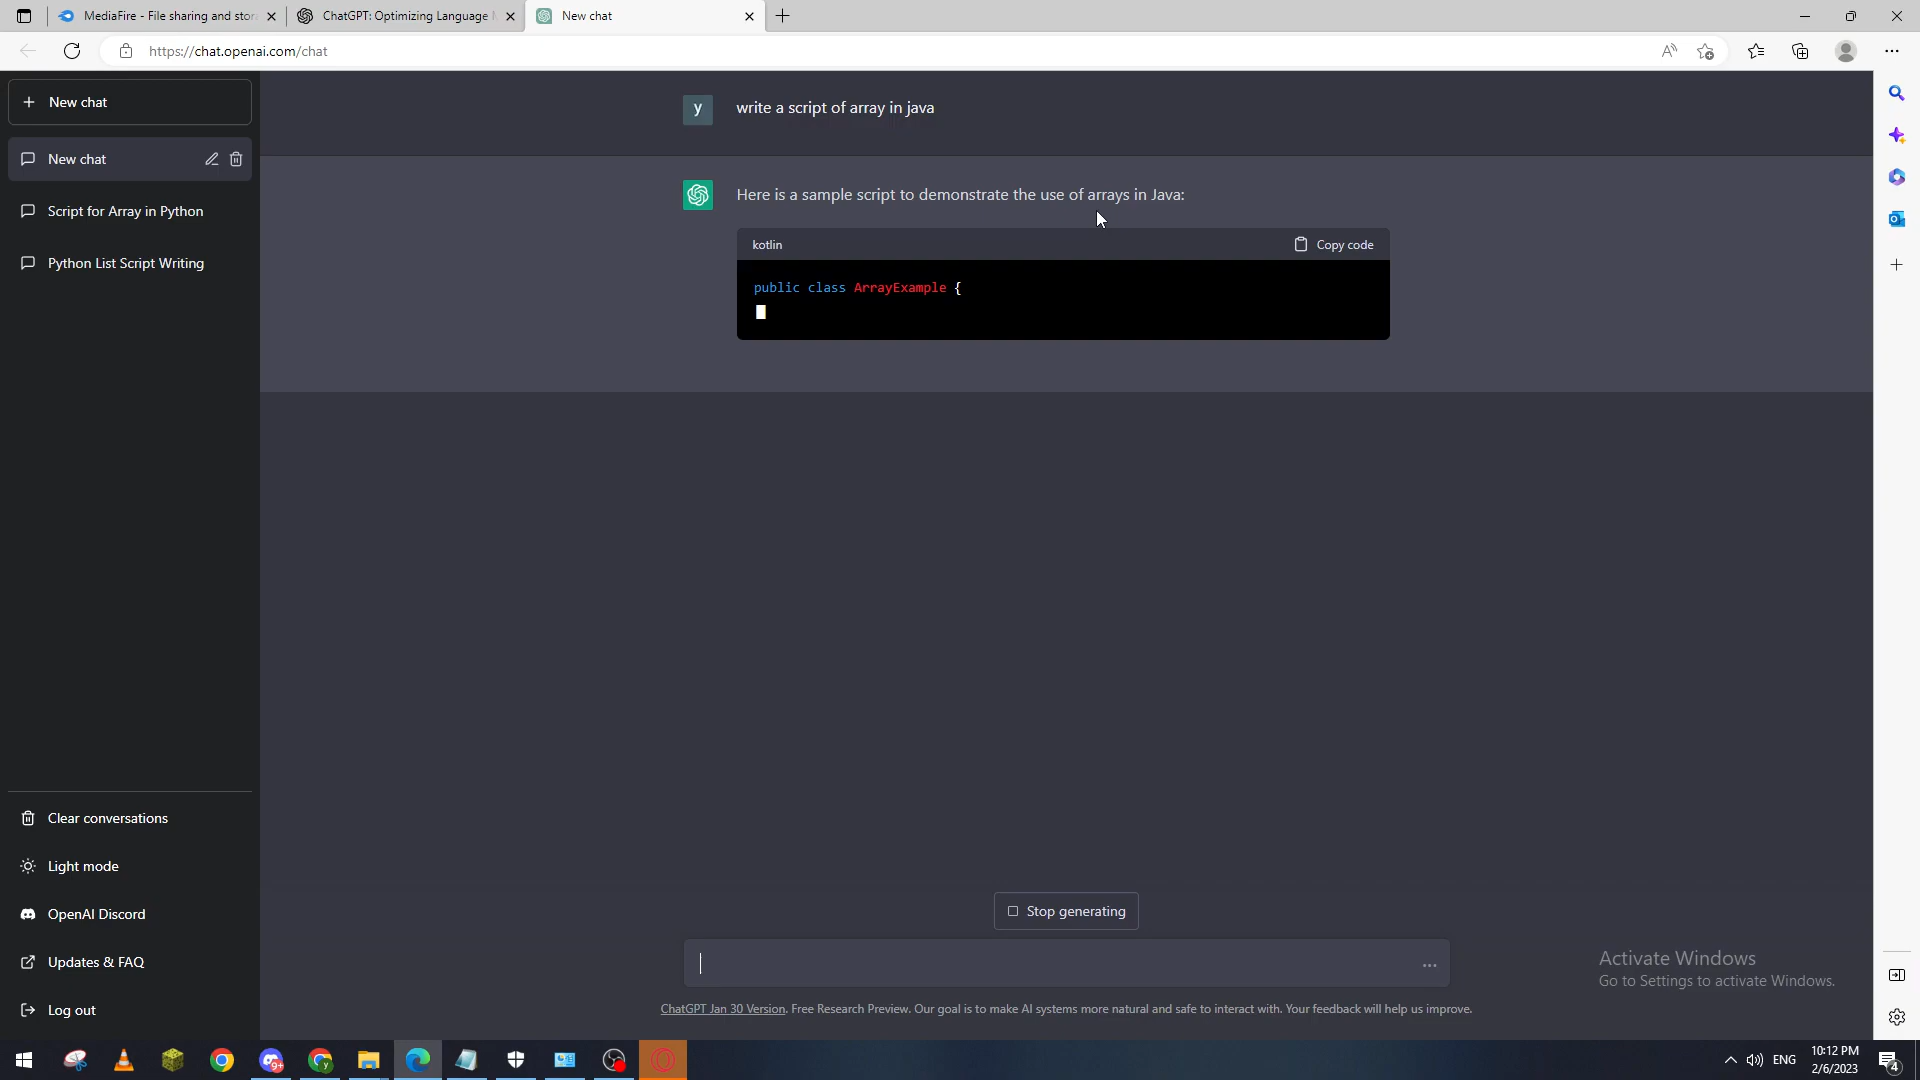 MediaFire - File sharing and stor
ChatGPT: Optimizing Language
New chat
https://chat.openai.com/chat
New chat
New chat
Script for Array in Python
Python List Script Writing
y
write a script of array in java
Here is a sample script to demonstrate the use of arrays in Java:
kotlin
Copy code
public class ArrayExample {
Clear conversations
Light mode
OpenAI Discord
Updates & FAQ
Log out
Stop generating
ChatGPT Jan 30 Version. Free Research Preview. Our goal is to make AI systems more natural and safe to interact with. Your feedback will help us improve.
Activate Windows
Go to Settings to activate Windows.
9+
y
ENG
10:12 PM
2/6/2023
4